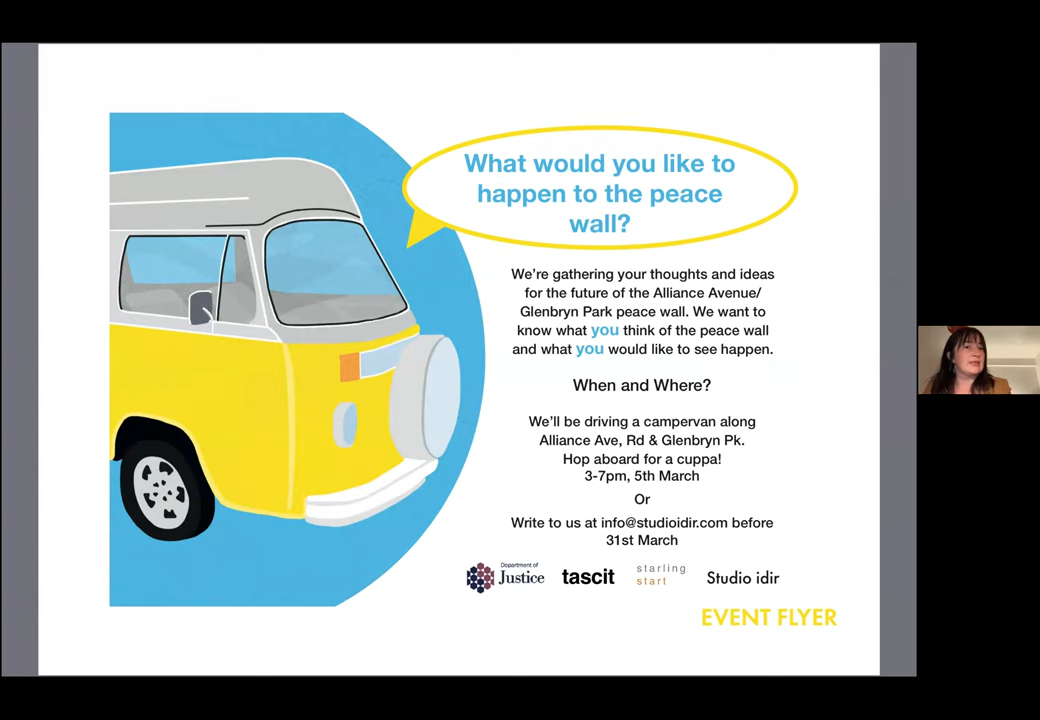 What would you like to
happen to the peace
wall?
We're gathering your thoughts and ideas
for the future of the Alliance Avenue/
Glenbryn Park peace wall. We want to
know what you think of the peace wall
and what you would like to see happen.
When and Where?
We'll be driving a campervan along
Alliance Ave, Rd & Glenbryn Pk.
Hop aboard for a cuppa!
3-7pm, 5th March
Or
Write to us at info@studioidir.com before
31st March
Department of
Justice
tascit
starling
start
Studio idir
EVENT FLYER